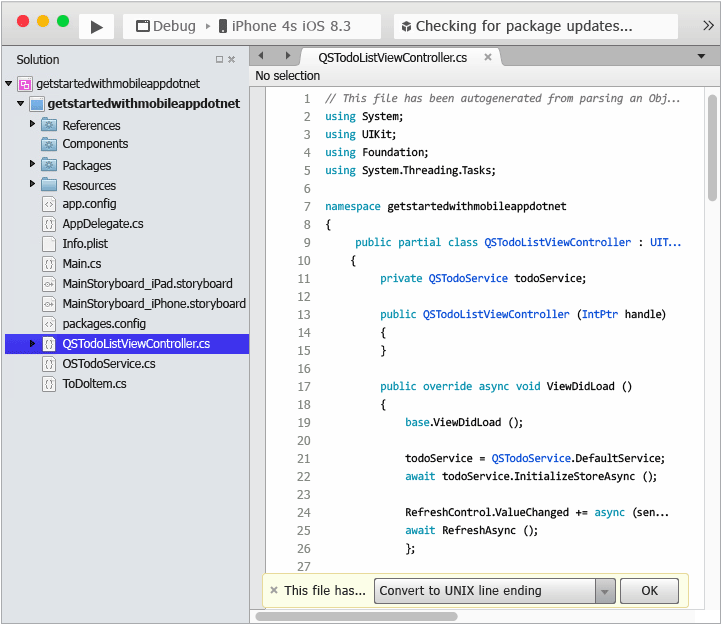 Debug
iPhone 4s iOS 8.3
Checking for package updates...
Solution
getstartedwithmobileappdotnet
getstartedwithmobileappdotnet
References
Components
Packages
Resources
app.config
AppDelegate.cs
Info.plist
Main.cs
MainStoryboard_iPad.storyboard
MainStoryboard_iPhone.storyboard
packages.config
QSTodoListViewController.cs
OSTodoService.cs
ToDoltem.cs
QSTodoListViewController.cs
No selection
1 // This file has been autogenerated from parsing an Obj...
2 using System;
3 using UIKit;
4 using Foundation;
5 using System.Threading.Tasks;
6
7 namespace getstartedwithmobileappdotnet
8 {
9 public partial class QSTodoListViewController : UIT...
10 {
11 private QSTodoService todoService;
12
13 public QSTodoListViewController (IntPtr handle)
14 {
15 }
16
17 public override async void ViewDidLoad ()
18 {
19 base.ViewDidLoad ();
20
21 todoService = QSTodoService.DefaultService;
22 await todoService.InitializeStoreAsync ();
23
24 RefreshControl.ValueChanged += async (sen...
25 await RefreshAsync ();
26 };
27
This file has... Convert to UNIX line ending OK